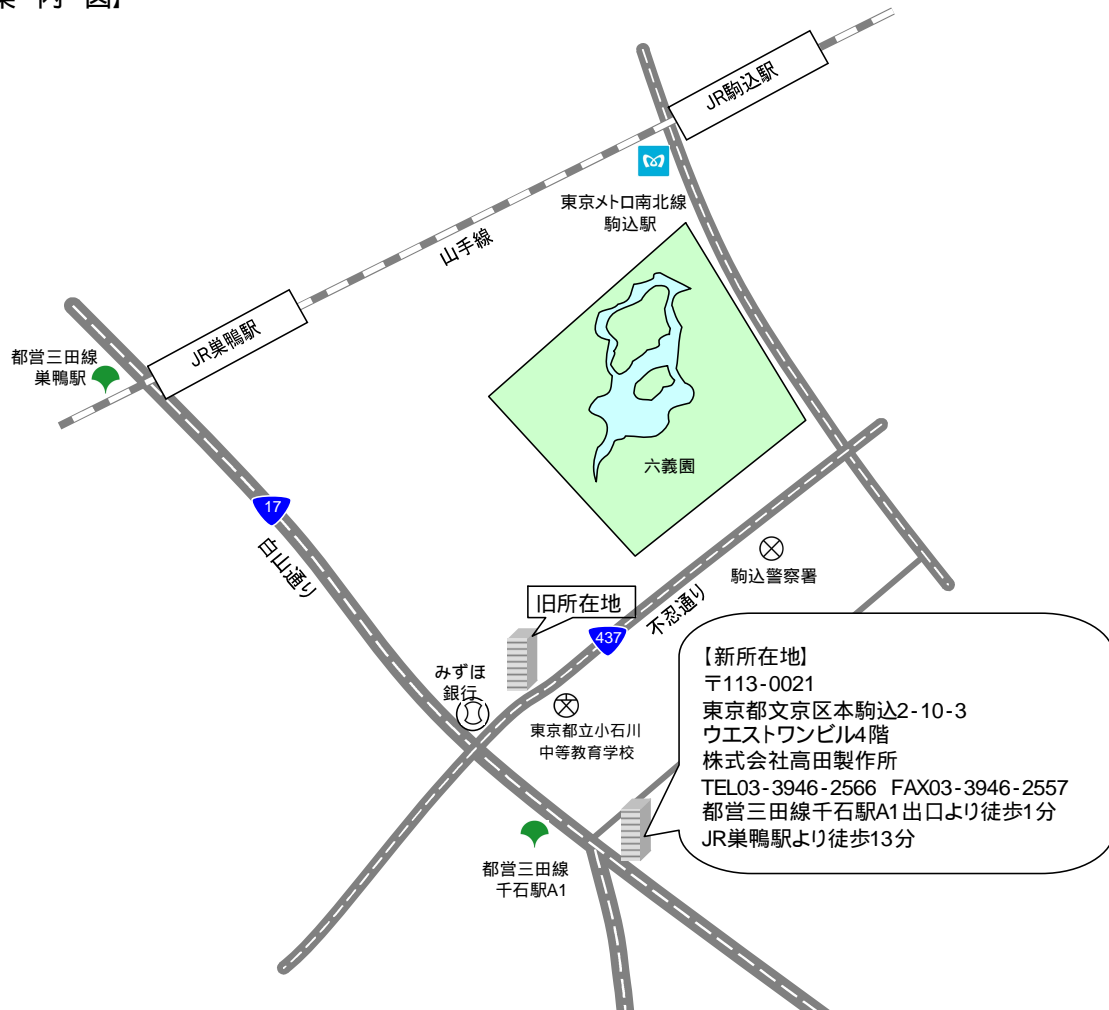 案 内 図】
JR駒込駅
東京メトロ南北線
駒込駅
山手線
JR巣鴨駅
都営三田線
巣鴨駅
六義園
17
白山通り
駒込警察署
旧所在地
437
不忍通り
みずほ
銀行
東京都立小石川
中等教育学校
【新所在地】
〒113-0021
東京都文京区本駒込2-10-3
ウエストワンビル4階
株式会社高田製作所
TEL03-3946-2566 FAX03-3946-2557
都営三田線千石駅A1出口より徒歩1分
JR巣鴨駅より徒歩13分
都営三田線
千石駅A1